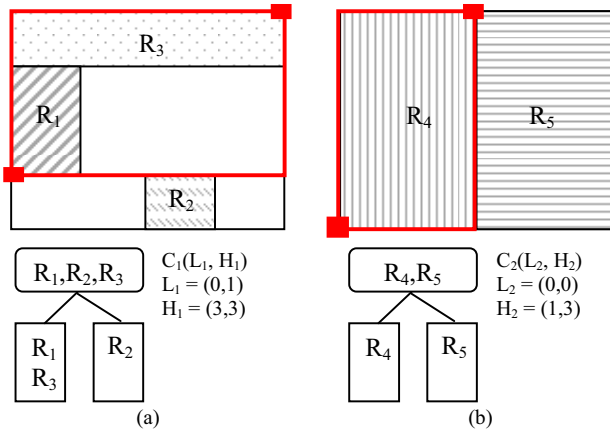 R₃
R₁
R₂
R₁,R₂,R₃
C₁(L₁, H₁)
L₁ = (0,1)
H₁ = (3,3)
R₁
R₃
R₂
(a)
R₄
R₅
R₄,R₅
C₂(L₂, H₂)
L₂ = (0,0)
H₂ = (1,3)
R₄
R₅
(b)